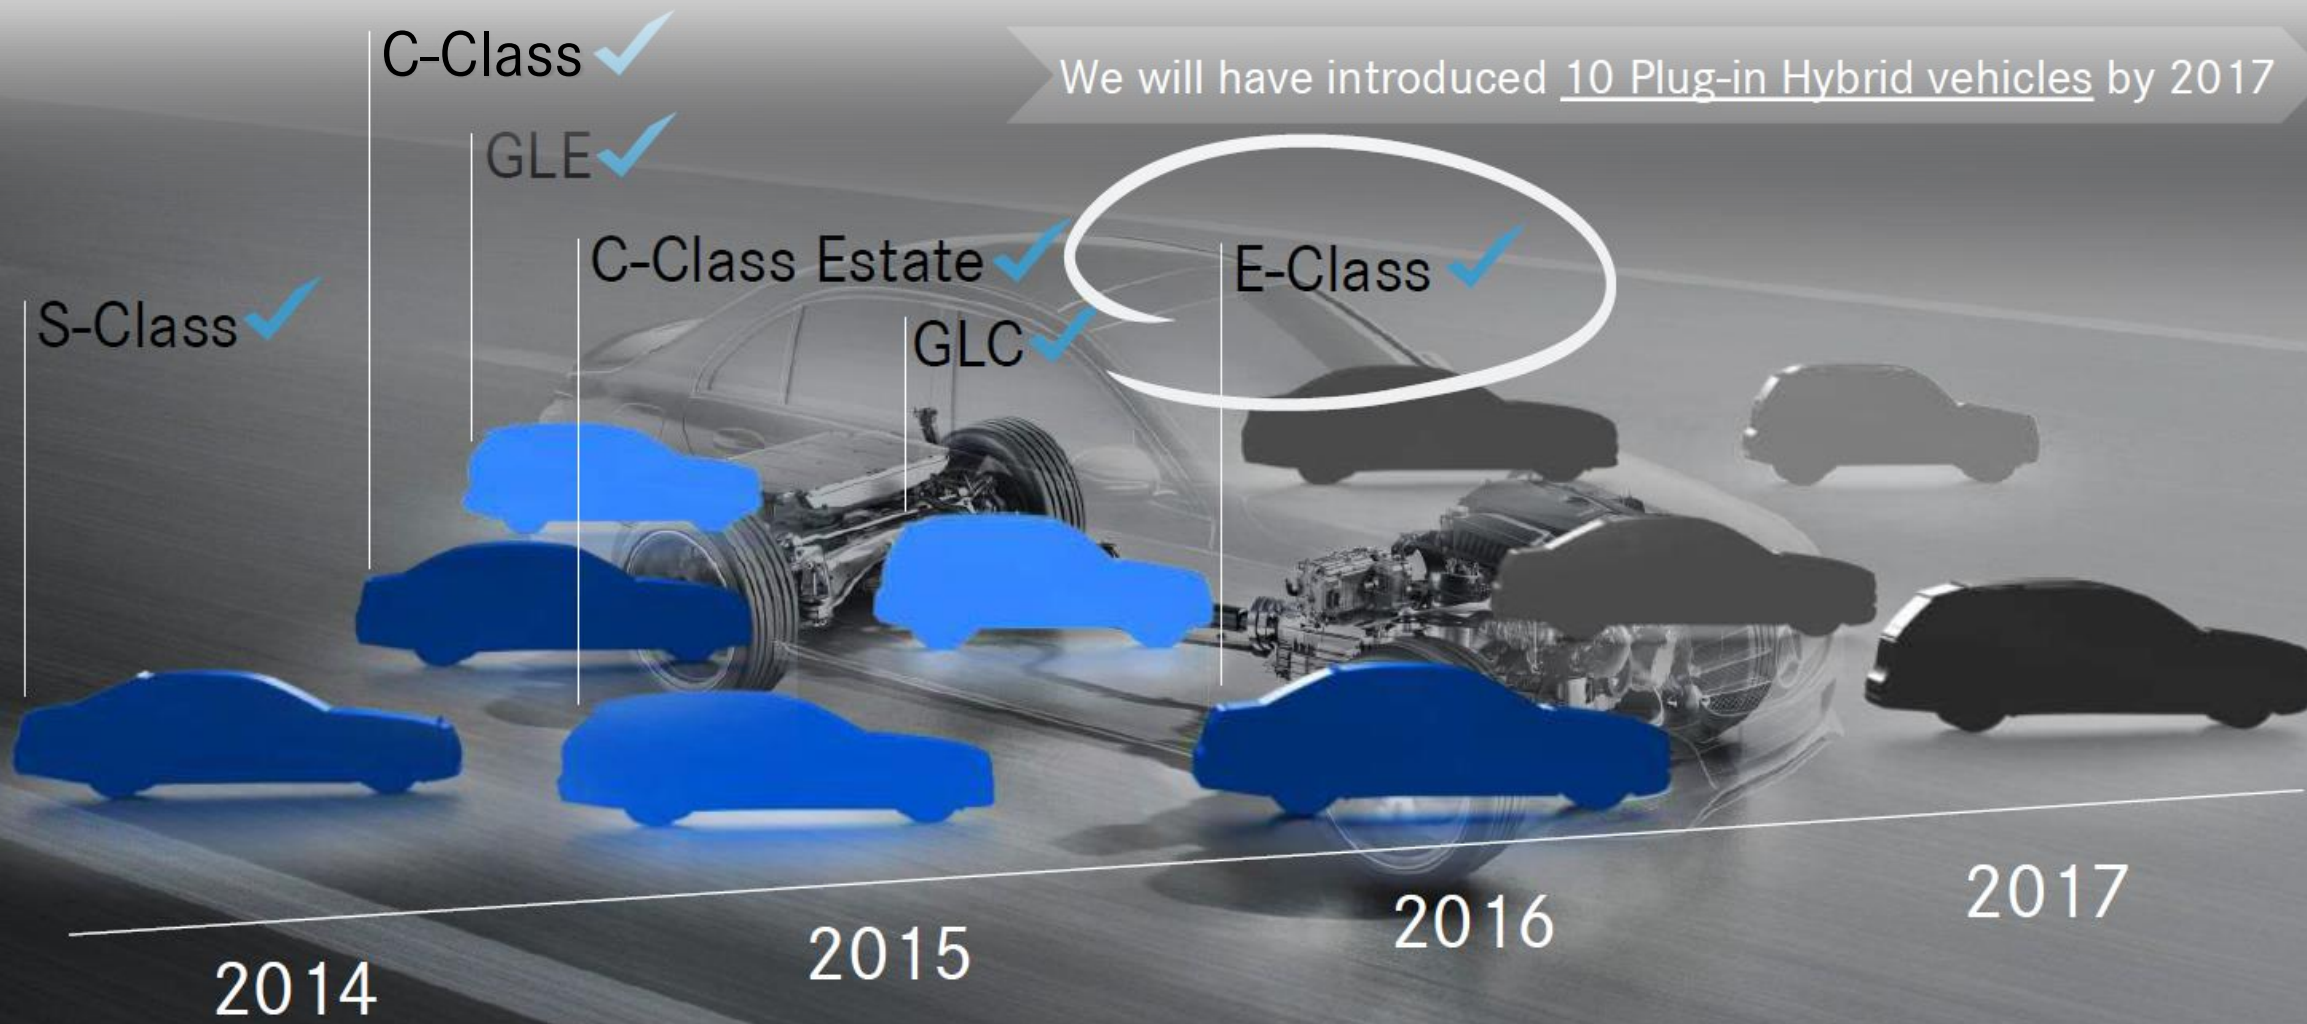 C-Class
We will have introduced 10 Plug-in Hybrid vehicles by 2017
GLE
C-Class Estate
E-Class
S-Class
GLC
2014
2015
2016
2017